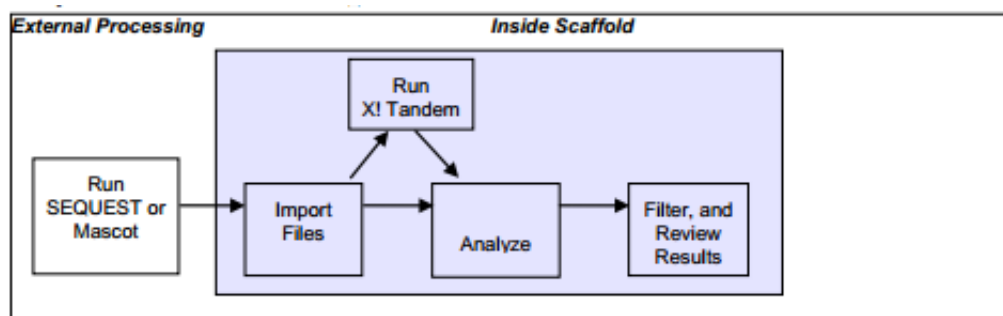 External Processing
Inside Scaffold
Run
X! Tandem
Run
SEQUEST or
Mascot
Import
Files
Analyze
Filter, and
Review
Results